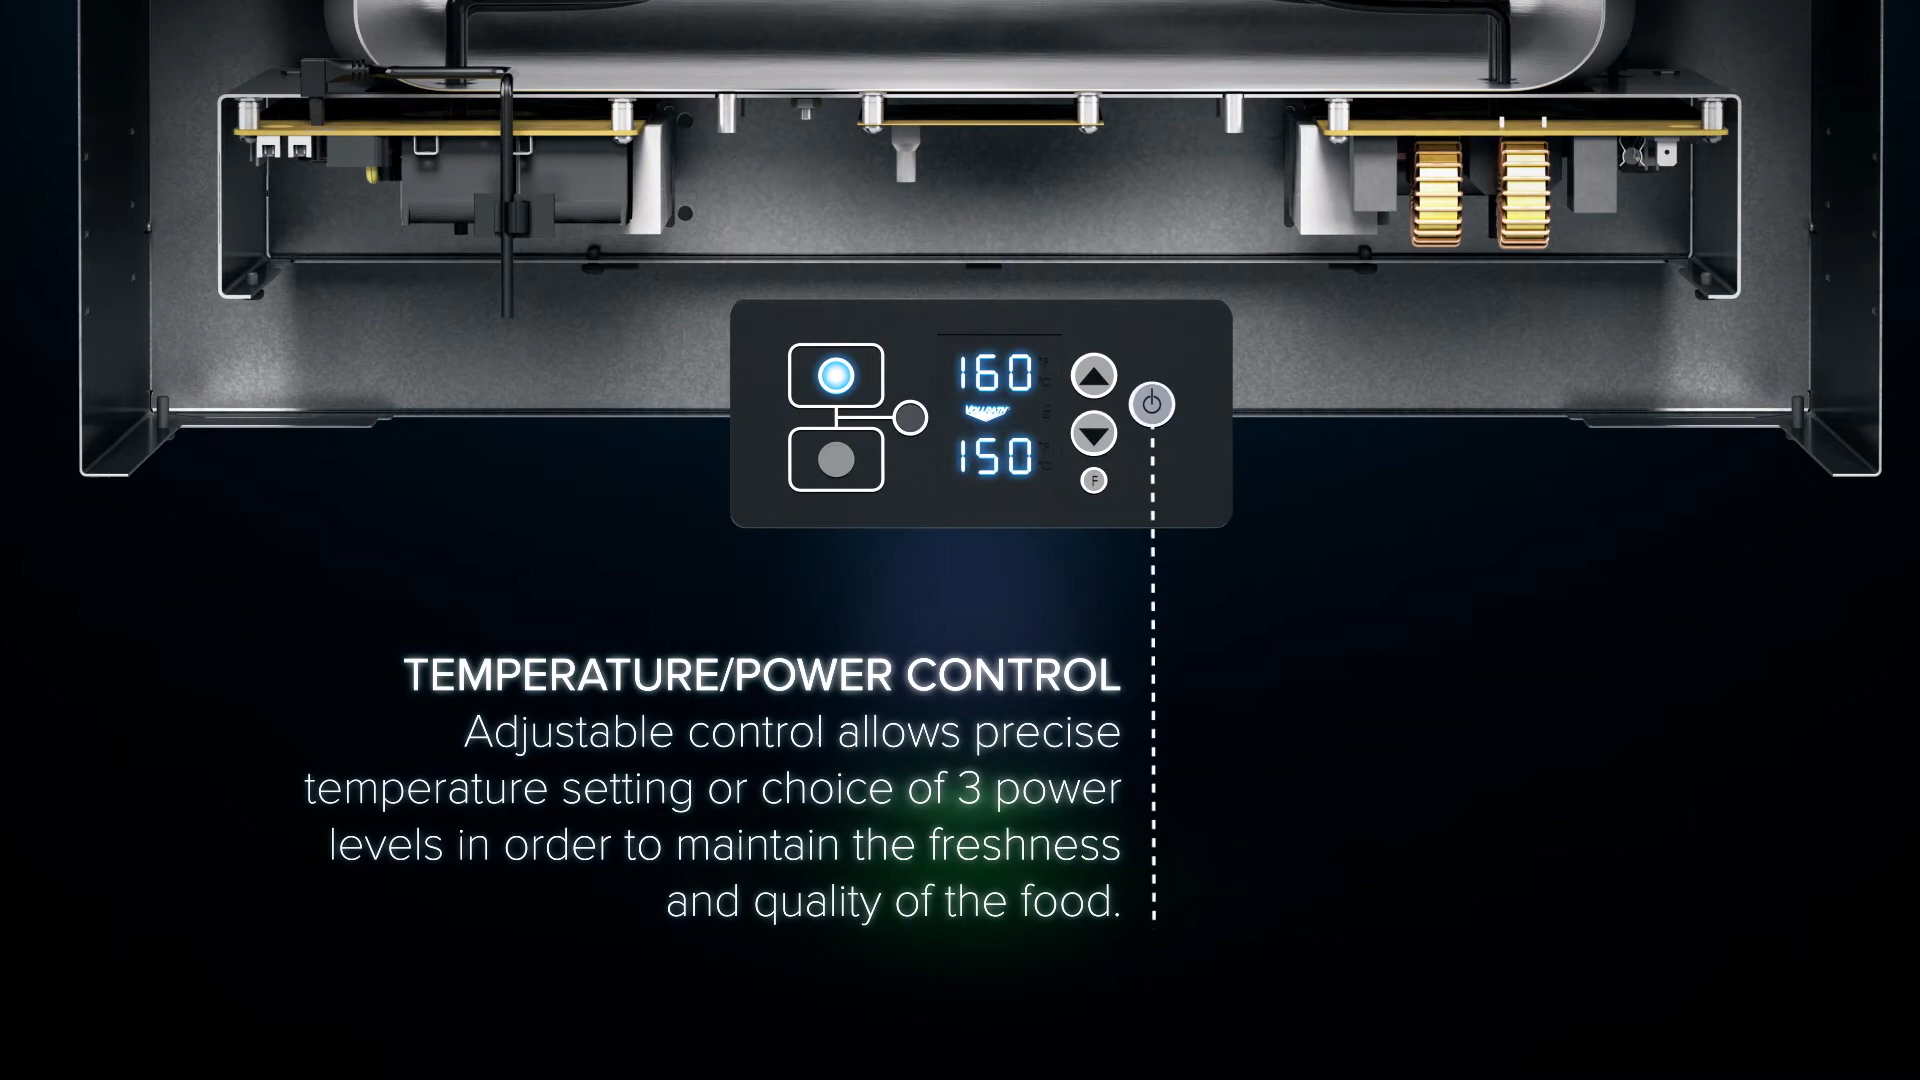 160
VOLLRATH
150
F
TEMPERATURE/POWER CONTROL
Adjustable control allows precise
temperature setting or choice of 3 power
levels in order to maintain the freshness
and quality of the food.